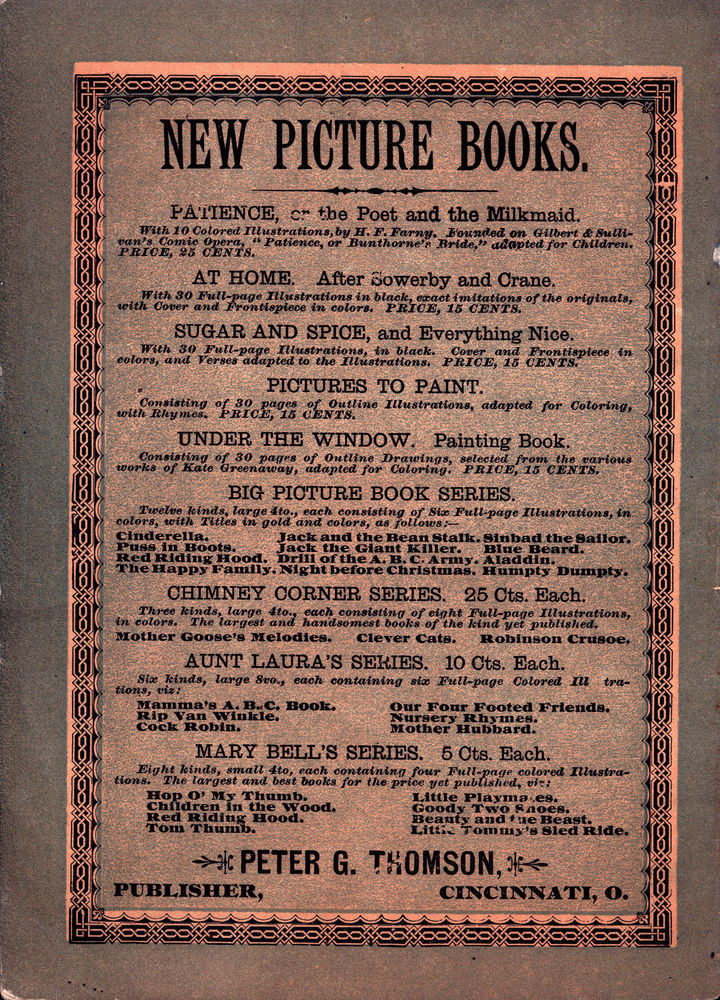 NEW PICTURE BOOKS.
PATIENCE, or the Poet and the Milkmaid.
With 10 Colored Illustrations, by H. F. Farny. Founded on Gilbert & Sulli-
van's Comic Opera, "Patience, or Bunthorne's Bride," adapted for Children.
PRICE, 25 CENTS.
AT HOME. After Sowerby and Crane.
With 30 Full-page Illustrations in black, exact imitations of the originals,
with Cover and Frontispiece in colors. PRICE, 15 CENTS.
SUGAR AND SPICE, and Everything Nice.
With 30 Full-page Illustrations, in black. Cover and Frontispiece in
colors, and Verses adapted to the Illustrations. PRICE, 15 CENTS.
PICTURES TO PAINT.
Consisting of 30 pages of Outline Illustrations, adapted for Coloring,
with Rhymes. PRICE, 15 CENTS.
UNDER THE WINDOW. Painting Book.
Consisting of 30 pages of Outline Drawings, selected from the various
works of Kate Greenaway, adapted for Coloring. PRICE, 15 CENTS.
BIG PICTURE BOOK SERIES.
Twelve kinds, large 4to., each consisting of Six Full-page Illustrations, in
colors, with Titles in gold and colors, as follows:—
Cinderella. Jack and the Bean Stalk. Sinbad the Sailor.
Puss in Boots. Jack the Giant Killer. Blue Beard.
Red Riding Hood. Drill of the A. B. C. Army. Aladdin.
The Happy Family. Night before Christmas. Humpty Dumpty.
CHIMNEY CORNER SERIES. 25 Cts. Each.
Three kinds, large 4to., each consisting of eight Full-page Illustrations,
in colors. The largest and handsomest books of the kind yet published.
Mother Goose's Melodies. Clever Cats. Robinson Crusoe.
AUNT LAURA'S SERIES. 10 Cts. Each.
Six kinds, large 8vo., each containing six Full-page Colored Ill tra-
tions, viz:
Mamma's A. B. C. Book. Our Four Footed Friends.
Rip Van Winkle. Nursery Rhymes.
Cock Robin. Mother Hubbard.
MARY BELL'S SERIES. 5 Cts. Each.
Eight kinds, small 4to, each containing four Full-page colored Illustra-
tions. The largest and best books for the price yet published, viz:
Hop O' My Thumb. Little Playmates.
Children in the Wood. Goody Two Shoes.
Red Riding Hood. Beauty and the Beast.
Tom Thumb. Little Tommy's Sled Ride.
PETER G. THOMSON,
PUBLISHER, CINCINNATI, O.